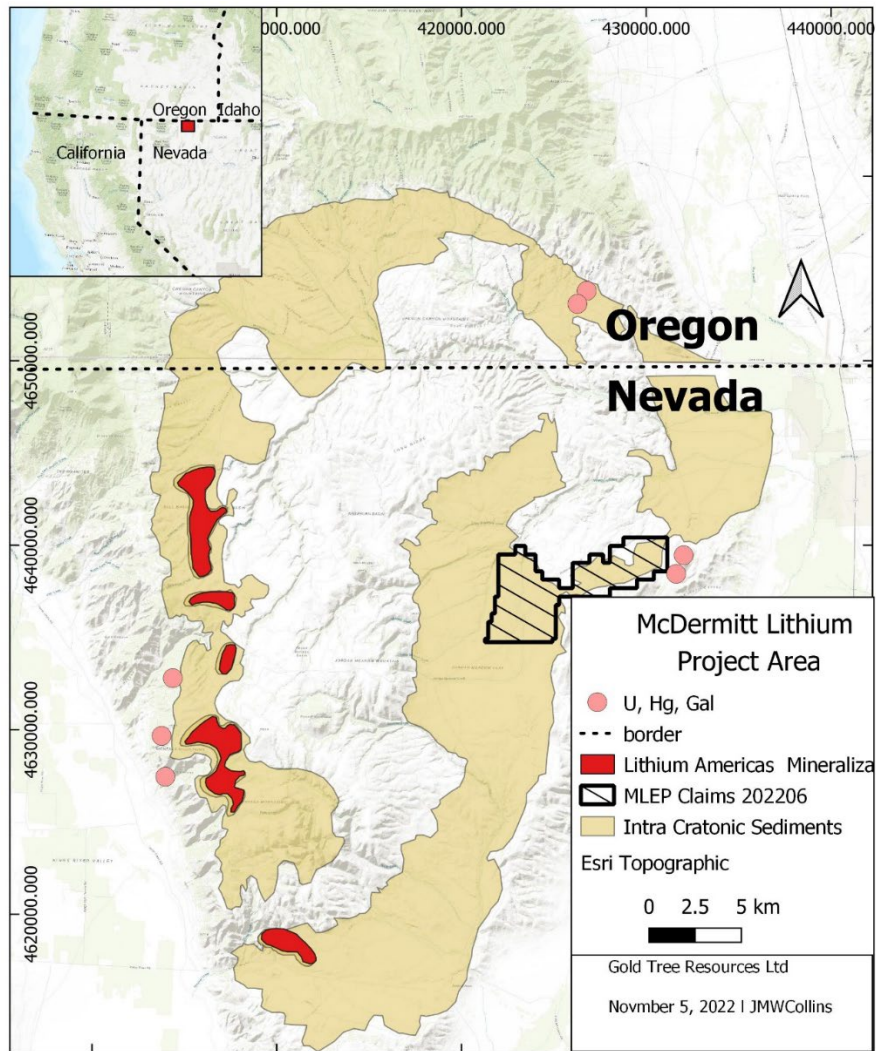 410000.000 420000.000 430000.000 440000.000
Oregon Idaho
California Nevada
Oregon
4650000.000
Nevada
4640000.000
4630000.000
4620000.000
McDermitt Lithium
Project Area
U, Hg, Gal
border
Lithium Americas Mineraliza
MLEP Claims 202206
Intra Cratonic Sediments
Esri Topographic
0 2.5 5 km
Gold Tree Resources Ltd
Novmber 5, 2022 I JMWCollins